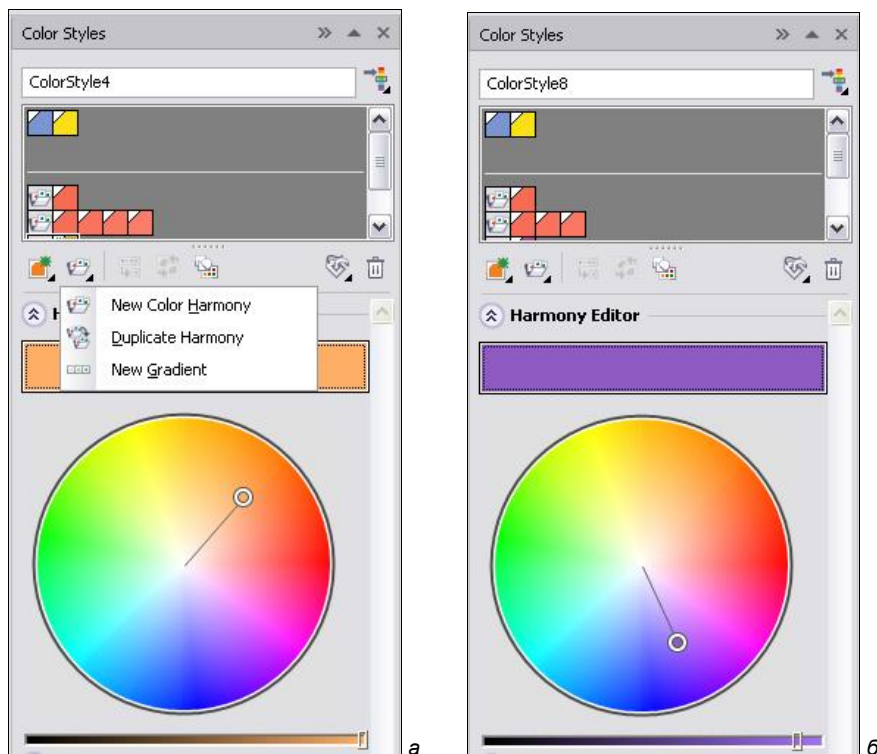 Color Styles
ColorStyle4
New Color Harmony
Duplicate Harmony
New Gradient
а
Color Styles
ColorStyle8
Harmony Editor
б